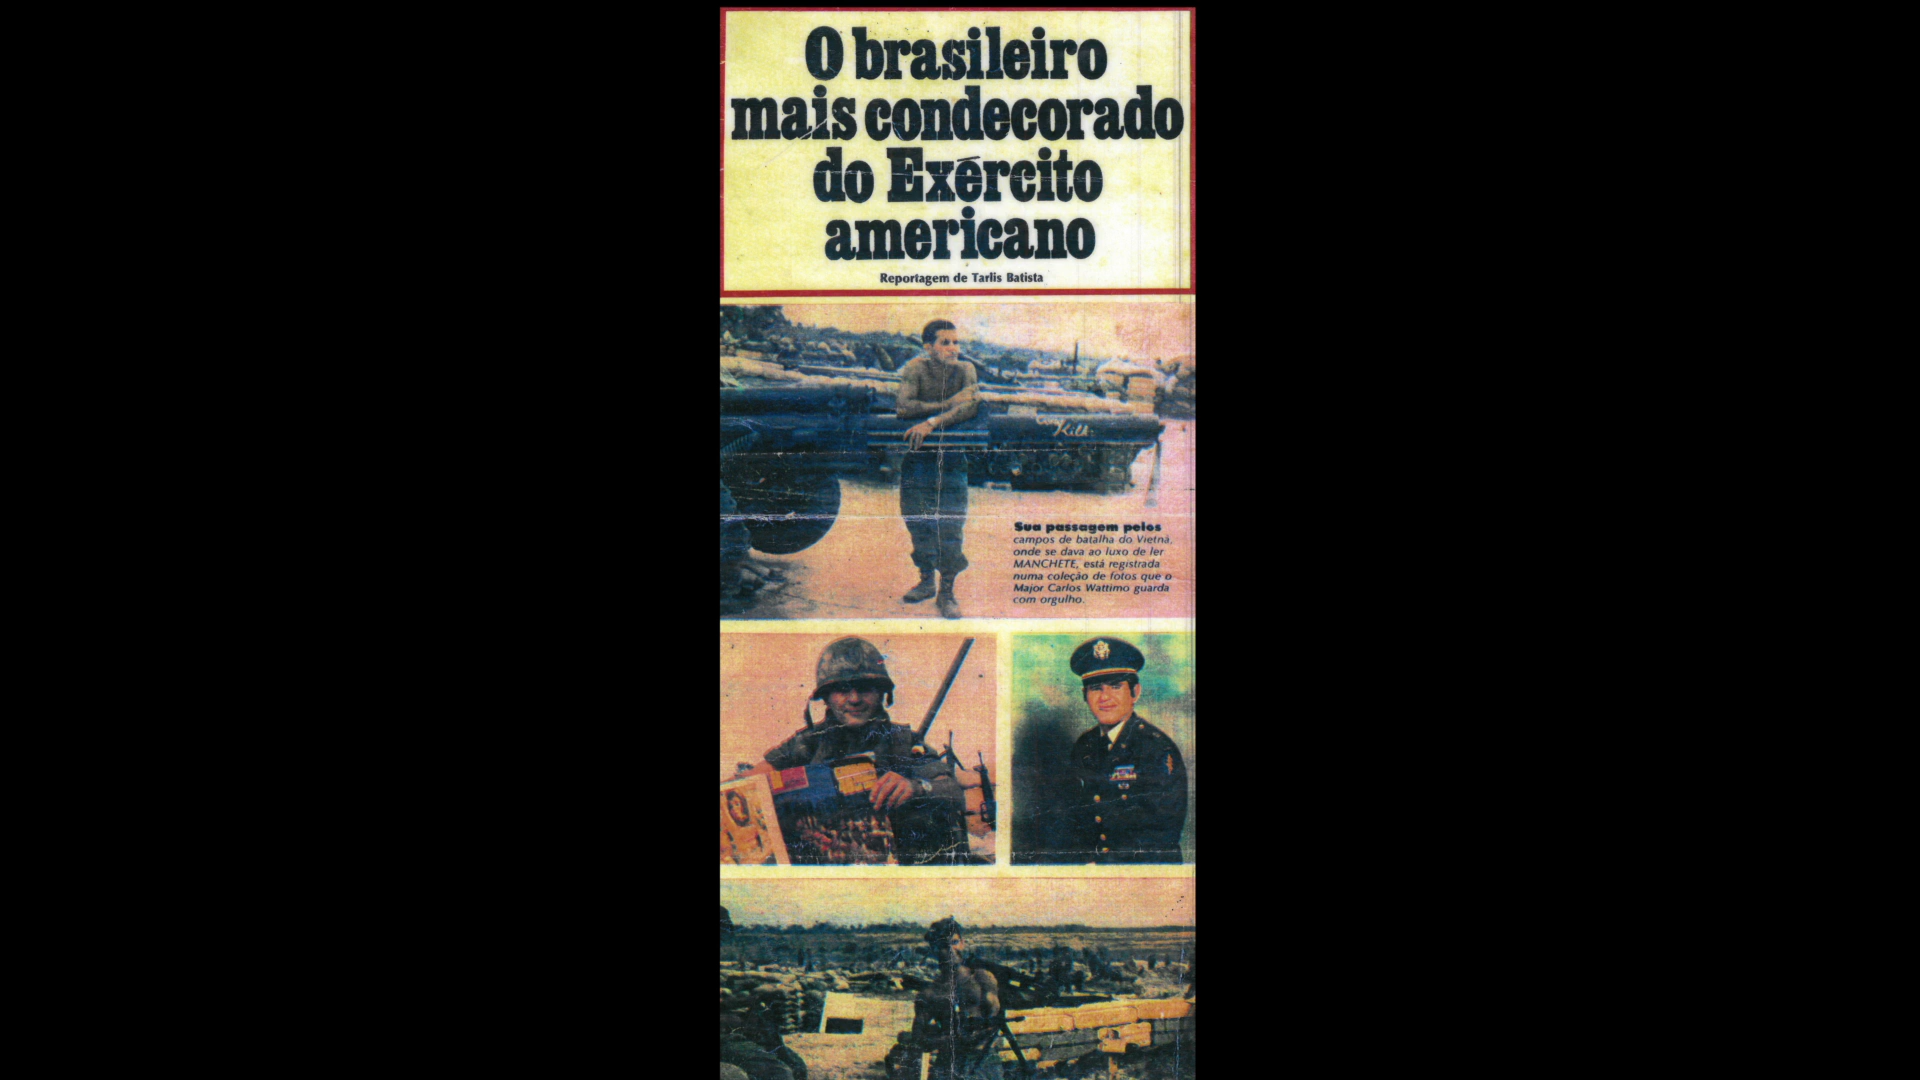 O brasileiro
mais condecorado
do Exército
americano
Reportagem de Tarlis Batista
Sua passagem pelos
campos de batalha do Vietnã,
onde se dava ao luxo de ler
MANCHETE, está registrada
numa coleção de fotos que o
Major Carlos Wattimo guarda
com orgulho.